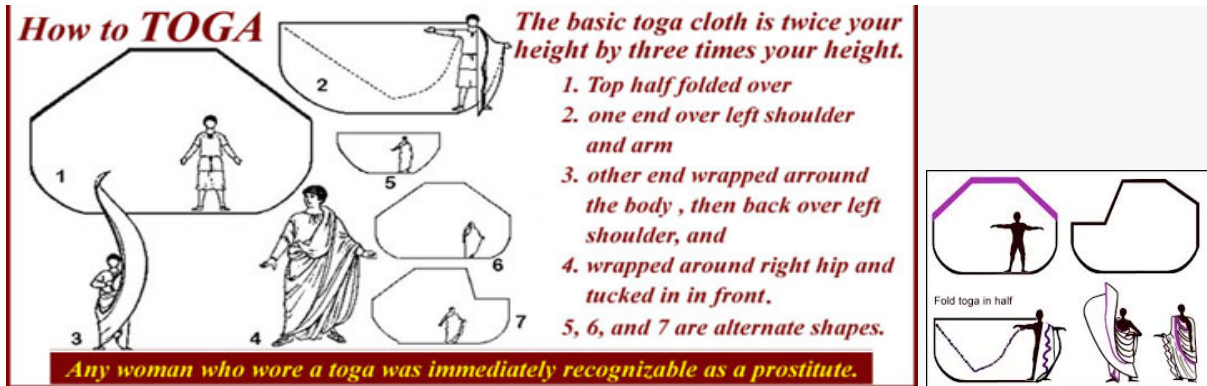 How to TOGA
The basic toga cloth is twice your
height by three times your height.
1. Top half folded over
2. one end over left shoulder
and arm
3. other end wrapped arround
the body , then back over left
shoulder, and
4. wrapped around right hip and
tucked in in front.
5, 6, and 7 are alternate shapes.
1
2
5
6
3
4
7
Any woman who wore a toga was immediately recognizable as a prostitute.
Fold toga in half